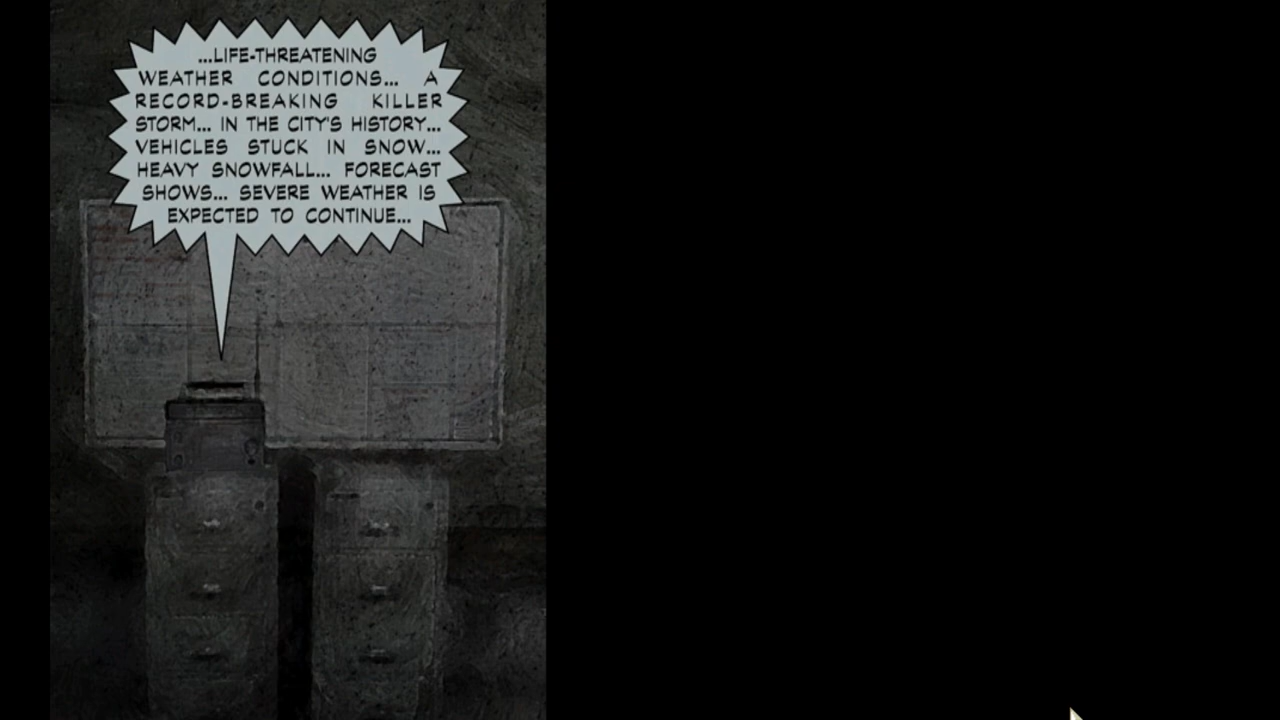 ...LIFE-THREATENING
WEATHER CONDITIONS... A
RECORD-BREAKING KILLER
STORM... IN THE CITY'S HISTORY...
VEHICLES STUCK IN SNOW...
HEAVY SNOWFALL... FORECAST
SHOWS... SEVERE WEATHER IS
EXPECTED TO CONTINUE...